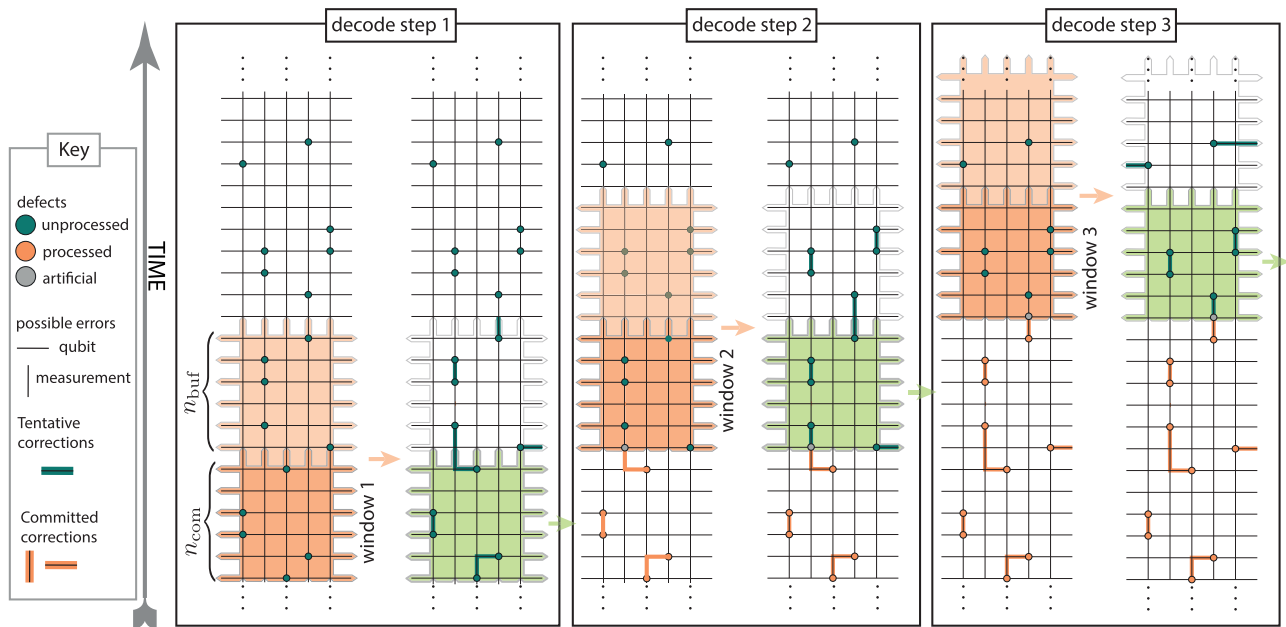 decode step 1
decode step 2
decode step 3
Key
defects
unprocessed
processed
artificial
possible errors
qubit
measurement
Tentative
corrections
Committed
corrections
TIME
n_buf
n_com
window 1
window 2
window 3